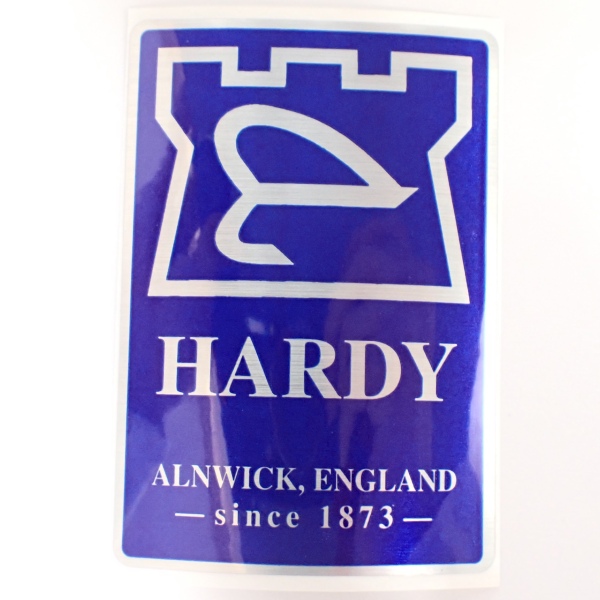 HARDY
ALNWICK, ENGLAND
— since 1873 —